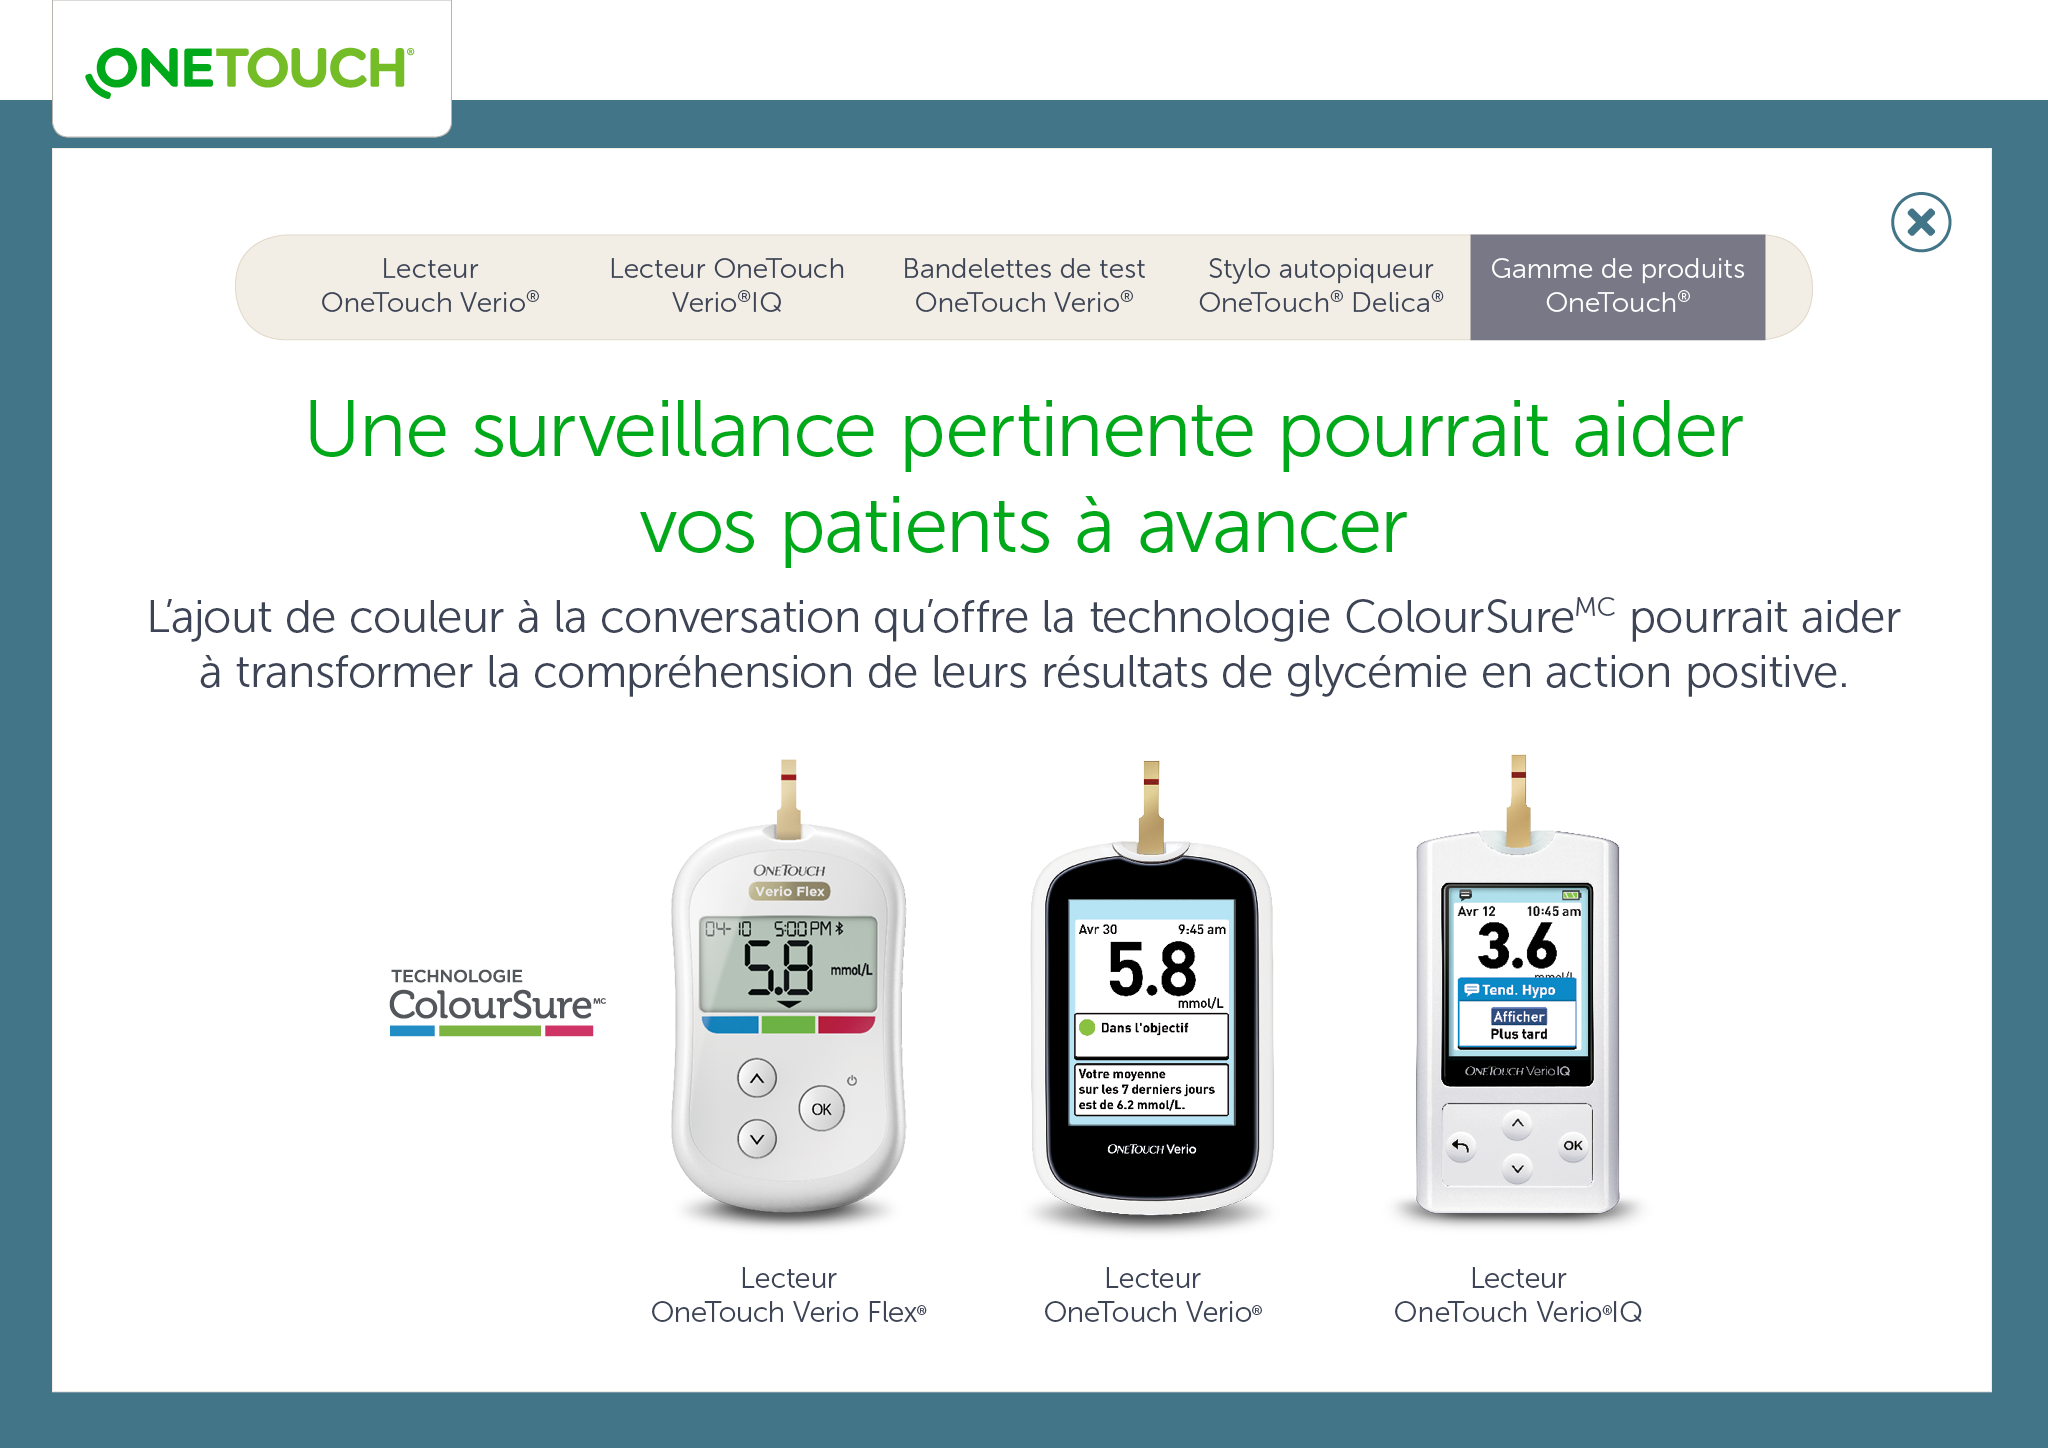 ONETOUCH®
Lecteur
OneTouch Verio®
Lecteur OneTouch
Verio®IQ
Bandelettes de test
OneTouch Verio®
Stylo autopiqueur
OneTouch® Delica®
Gamme de produits
OneTouch®
Une surveillance pertinente pourrait aider
vos patients à avancer
L’ajout de couleur à la conversation qu’offre la technologie ColourSureMC pourrait aider
à transformer la compréhension de leurs résultats de glycémie en action positive.
TECHNOLOGIE
ColourSureMC
ONETOUCH
Verio Flex
04-10 5:00PM
5.8 mmol/L
OK
Lecteur
OneTouch Verio Flex®
Avr 30 9:45 am
5.8
mmol/L
Dans l'objectif
Votre moyenne
sur les 7 derniers jours
est de 6.2 mmol/L.
ONETOUCH Verio
Lecteur
OneTouch Verio®
Avr 12 10:45 am
3.6
mmol/L
Tend. Hypo
Afficher
Plus tard
ONETOUCH Verio IQ
OK
Lecteur
OneTouch Verio®IQ